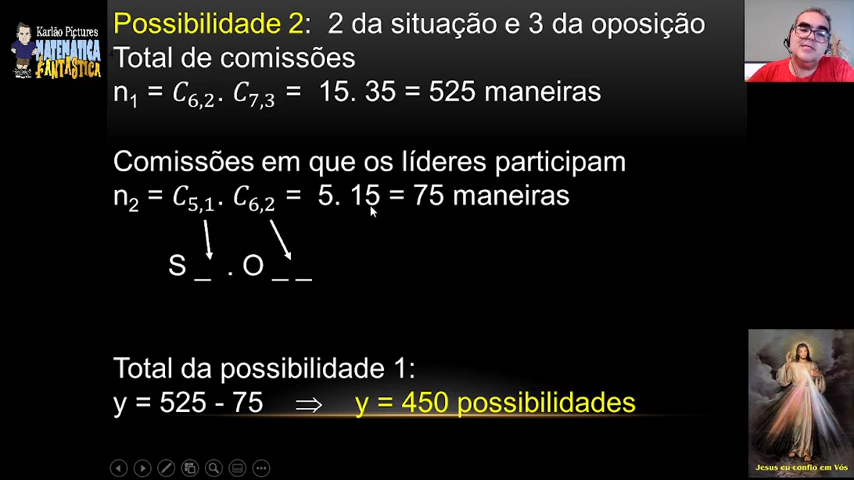 Karlão Pictures
MATEMÁTICA
FANTÁSTICA
Possibilidade 2: 2 da situação e 3 da oposição
Total de comissões
n₁ = C₆,₂. C₇,₃ = 15. 35 = 525 maneiras
Comissões em que os líderes participam
n₂ = C₅,₁. C₆,₂ = 5. 15 = 75 maneiras
S _ . O _ _
Total da possibilidade 1:
y = 525 - 75 ⇒ y = 450 possibilidades
Jesus eu confio em Vós